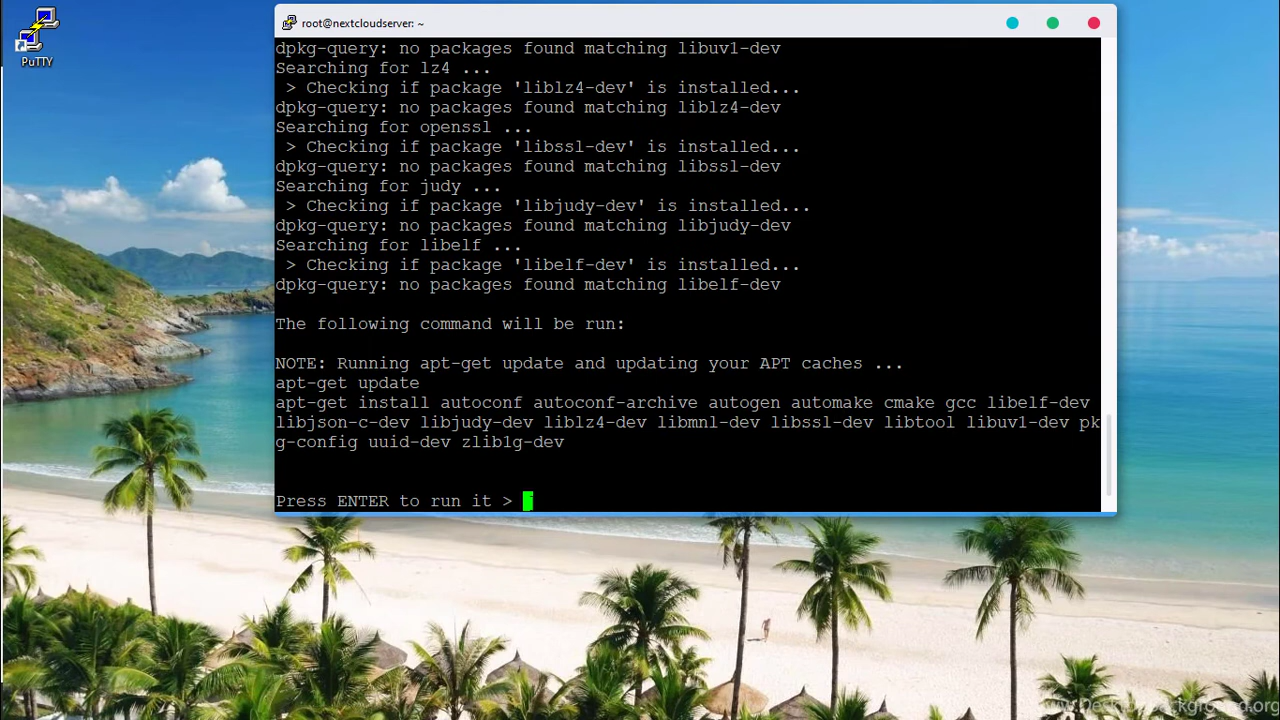 PuTTY
root@nextcloudserver: ~
dpkg-query: no packages found matching libuv1-dev
Searching for lz4 ...
 > Checking if package 'liblz4-dev' is installed...
dpkg-query: no packages found matching liblz4-dev
Searching for openssl ...
 > Checking if package 'libssl-dev' is installed...
dpkg-query: no packages found matching libssl-dev
Searching for judy ...
 > Checking if package 'libjudy-dev' is installed...
dpkg-query: no packages found matching libjudy-dev
Searching for libelf ...
 > Checking if package 'libelf-dev' is installed...
dpkg-query: no packages found matching libelf-dev
The following command will be run:
NOTE: Running apt-get update and updating your APT caches ...
apt-get update
apt-get install autoconf autoconf-archive autogen automake cmake gcc libelf-dev
libjson-c-dev libjudy-dev liblz4-dev libmnl-dev libssl-dev libtool libuv1-dev pk
g-config uuid-dev zlib1g-dev
Press ENTER to run it >